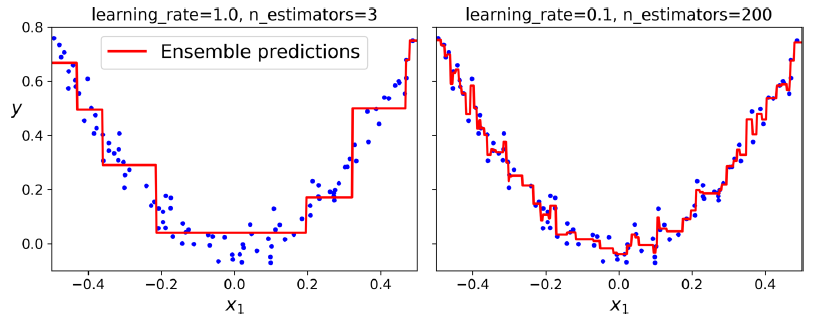 learning_rate=1.0, n_estimators=3
learning_rate=0.1, n_estimators=200
Ensemble predictions
y
0.8
0.6
0.4
0.2
0.0
−0.4 −0.2 0.0 0.2 0.4
x₁
−0.4 −0.2 0.0 0.2 0.4
x₁